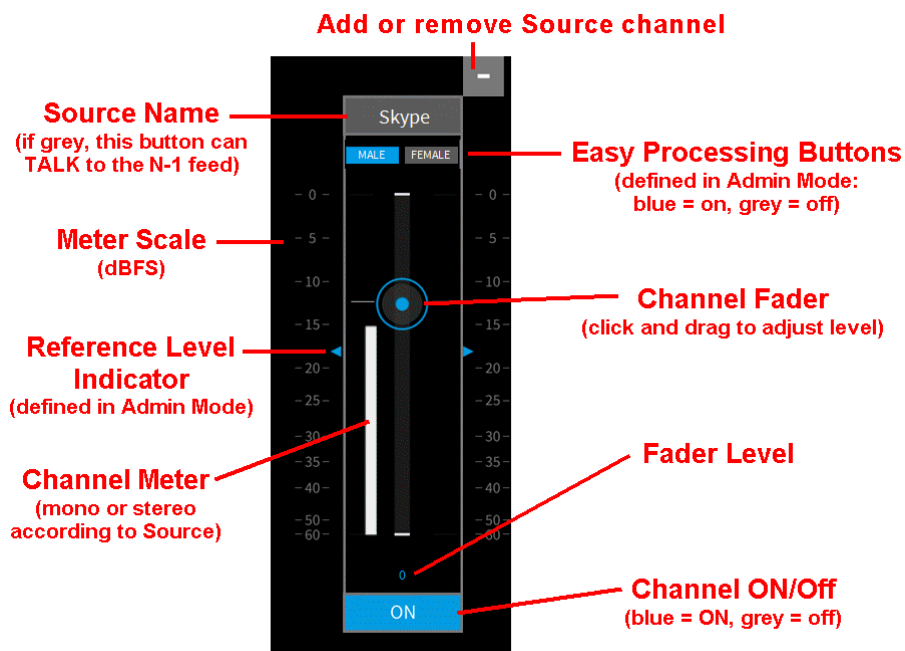 Add or remove Source channel
-
Source Name
(if grey, this button can
TALK to the N-1 feed)
Skype
MALE FEMALE
Easy Processing Buttons
(defined in Admin Mode:
blue = on, grey = off)
Meter Scale
(dBFS)
0 0
5 5
10 10
15 15
20 20
25 25
30 30
35 35
40 40
50 50
60 60
Channel Fader
(click and drag to adjust level)
Reference Level
Indicator
(defined in Admin Mode)
Channel Meter
(mono or stereo
according to Source)
Fader Level
0
ON
Channel ON/Off
(blue = ON, grey = off)